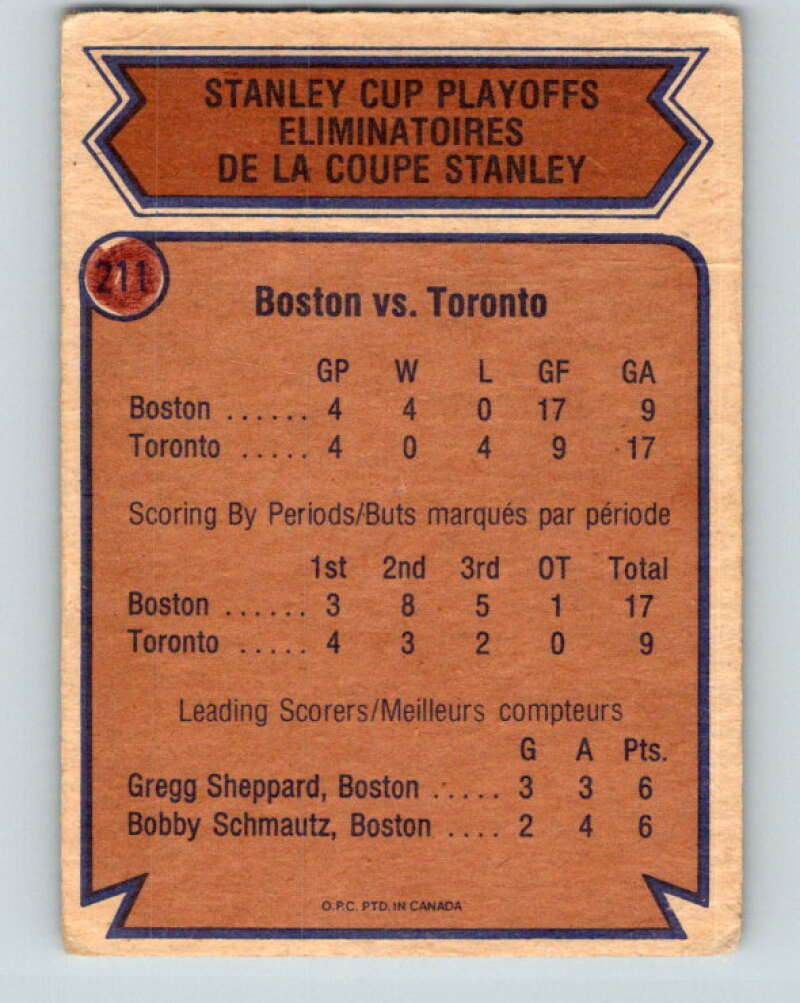 STANLEY CUP PLAYOFFS
ELIMINATOIRES
DE LA COUPE STANLEY
211
Boston vs. Toronto
GP W L GF GA
Boston ...... 4 4 0 17 9
Toronto ..... 4 0 4 9 17
Scoring By Periods/Buts marqués par période
1st 2nd 3rd OT Total
Boston ...... 3 8 5 1 17
Toronto ..... 4 3 2 0 9
Leading Scorers/Meilleurs compteurs
G A Pts.
Gregg Sheppard, Boston ..... 3 3 6
Bobby Schmautz, Boston .... 2 4 6
O.P.C. PTD. IN CANADA